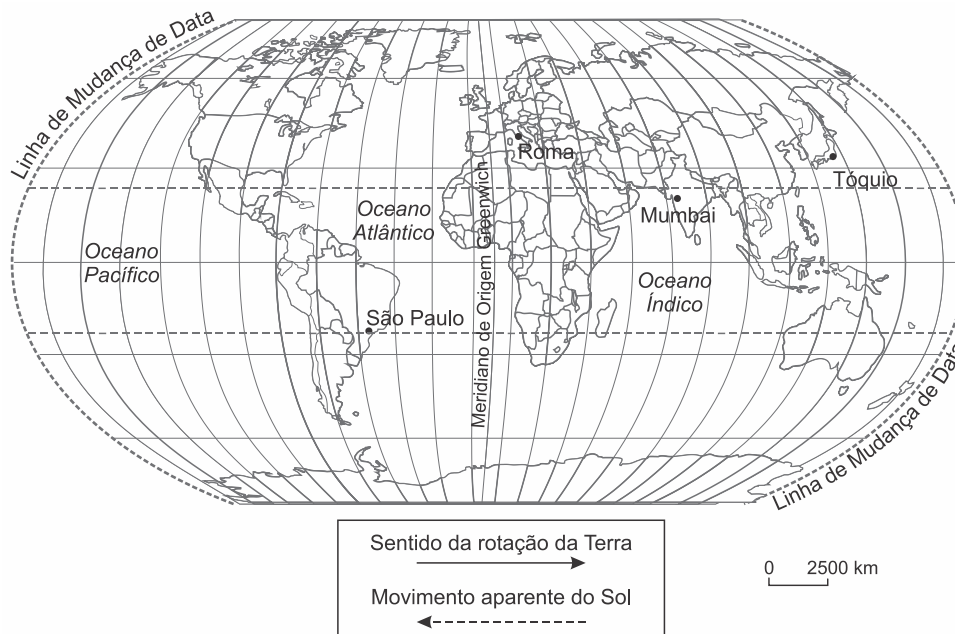 Linha de Mudança de Data
Roma
Tóquio
Mumbai
Oceano
Atlântico
Meridiano de Origem Greenwich
Oceano
Pacífico
Oceano
Índico
São Paulo
Linha de Mudança de Data
Sentido da rotação da Terra
Movimento aparente do Sol
0 2500 km